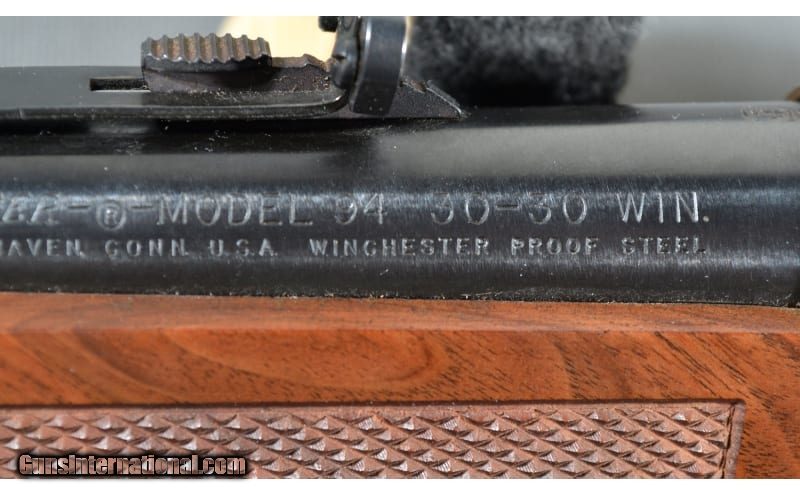 -®-MODEL 94 30-30 WIN.
HAVEN, CONN. U.S.A. WINCHESTER PROOF STEEL
GunsInternational.com